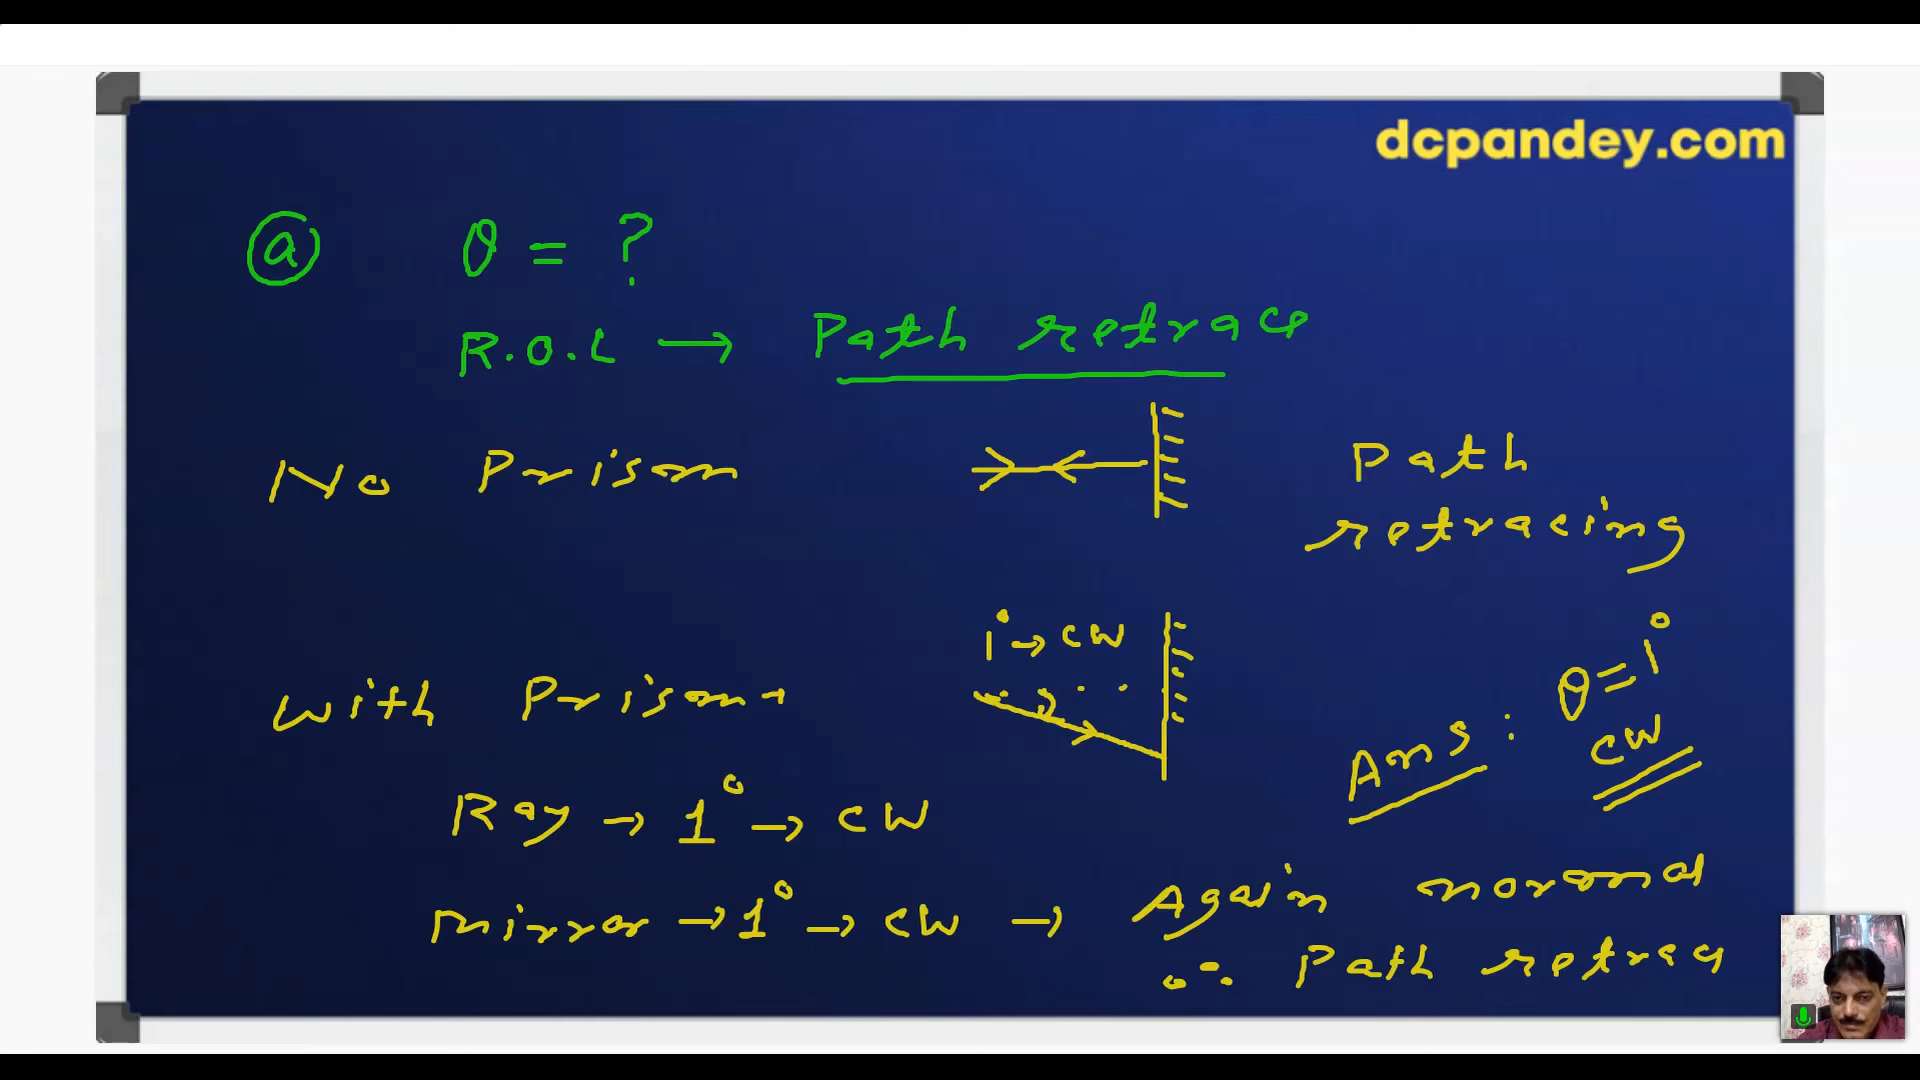 dcpandey.com
(a) θ = ?
R.O.L → Path retrace
No Prism
Path
retracing
1° → CW
With Prism →
θ = 1°
CW
Ans :
Ray → 1° → CW
Mirror → 1° → CW → Again normal
Path retrace